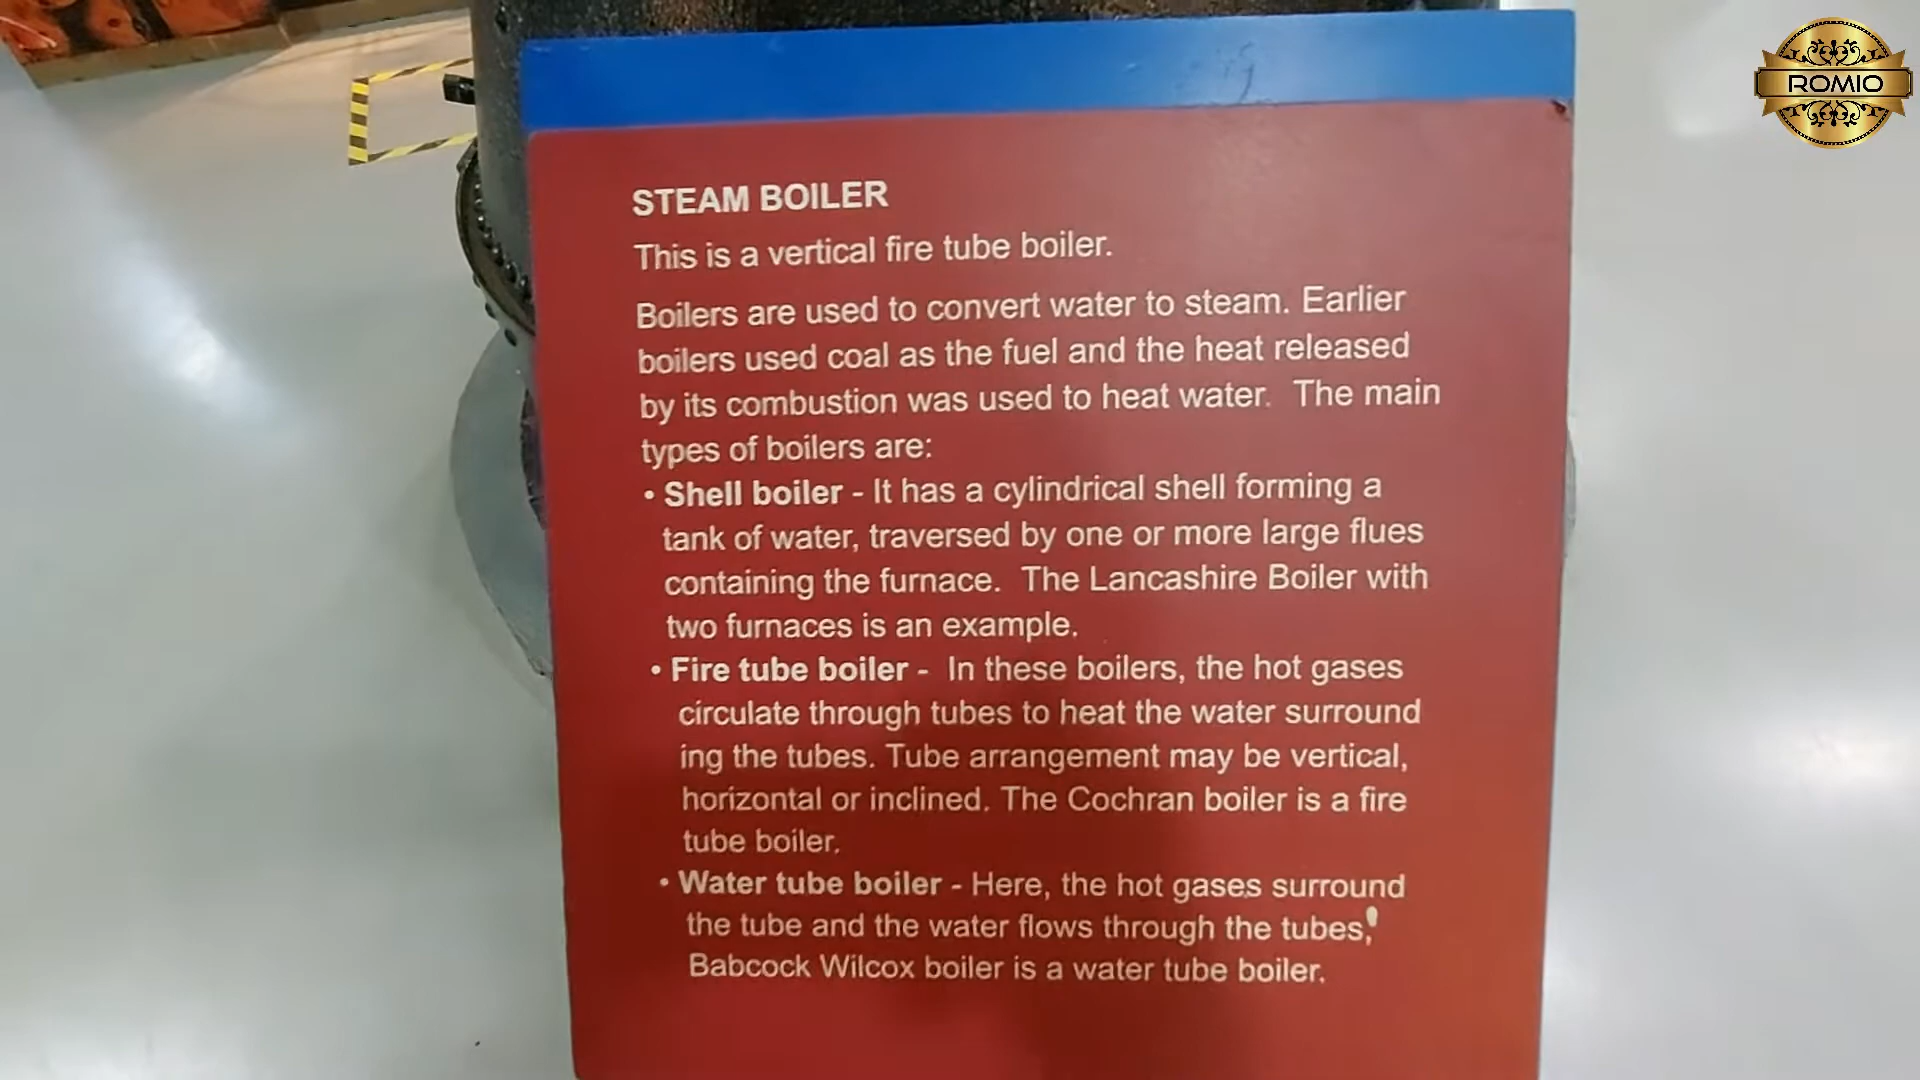 ROMIO
STEAM BOILER
This is a vertical fire tube boiler.
Boilers are used to convert water to steam. Earlier
boilers used coal as the fuel and the heat released
by its combustion was used to heat water. The main
types of boilers are:
• Shell boiler - It has a cylindrical shell forming a
tank of water, traversed by one or more large flues
containing the furnace. The Lancashire Boiler with
two furnaces is an example.
• Fire tube boiler - In these boilers, the hot gases
circulate through tubes to heat the water surround
ing the tubes. Tube arrangement may be vertical,
horizontal or inclined. The Cochran boiler is a fire
tube boiler.
• Water tube boiler - Here, the hot gases surround
the tube and the water flows through the tubes,
Babcock Wilcox boiler is a water tube boiler.